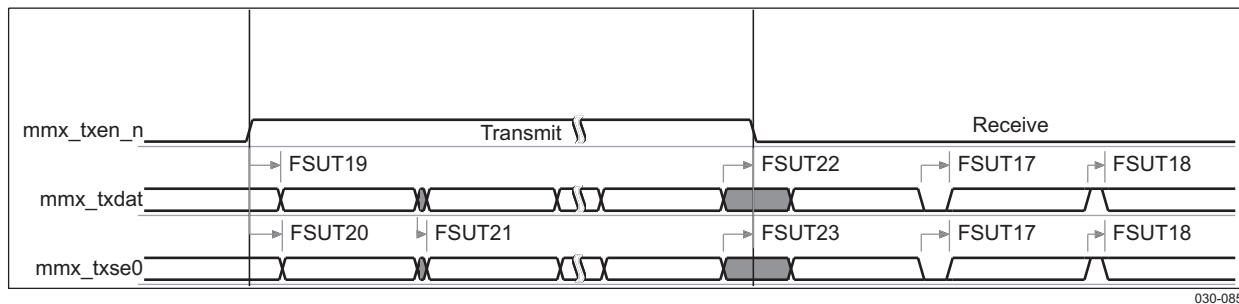 mmx_txen_n Transmit Receive
FSUT19 FSUT22 FSUT17 FSUT18
mmx_txdat
FSUT20 FSUT21 FSUT23 FSUT17 FSUT18
mmx_txse0
030-085